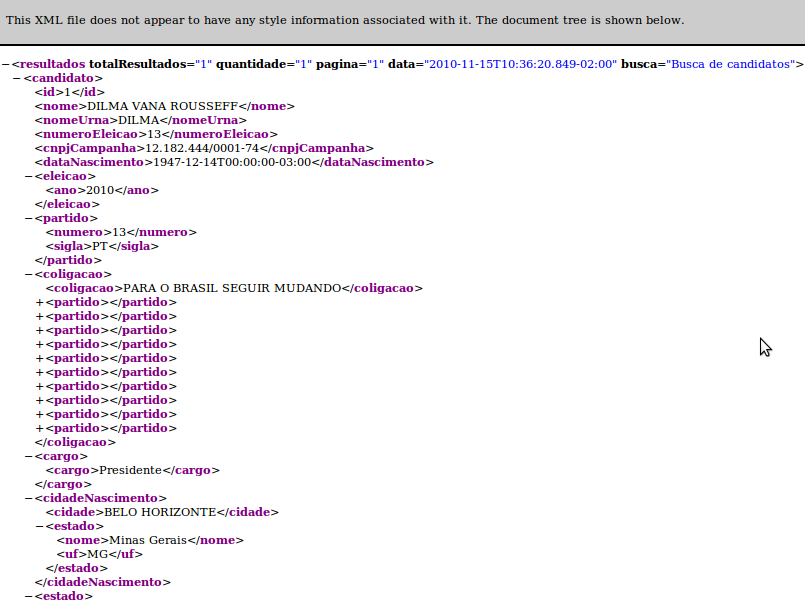 This XML file does not appear to have any style information associated with it. The document tree is shown below.
−<resultados totalResultados="1" quantidade="1" pagina="1" data="2010-11-15T10:36:20.849-02:00" busca="Busca de candidatos">
−<candidato>
<id>1</id>
<nome>DILMA VANA ROUSSEFF</nome>
<nomeUrna>DILMA</nomeUrna>
<numeroEleicao>13</numeroEleicao>
<cnpjCampanha>12.182.444/0001-74</cnpjCampanha>
<dataNascimento>1947-12-14T00:00:00-03:00</dataNascimento>
−<eleicao>
<ano>2010</ano>
</eleicao>
−<partido>
<numero>13</numero>
<sigla>PT</sigla>
</partido>
−<coligacao>
<coligacao>PARA O BRASIL SEGUIR MUDANDO</coligacao>
+<partido></partido>
+<partido></partido>
+<partido></partido>
+<partido></partido>
+<partido></partido>
+<partido></partido>
+<partido></partido>
+<partido></partido>
+<partido></partido>
+<partido></partido>
</coligacao>
−<cargo>
<cargo>Presidente</cargo>
</cargo>
−<cidadeNascimento>
<cidade>BELO HORIZONTE</cidade>
−<estado>
<nome>Minas Gerais</nome>
<uf>MG</uf>
</estado>
</cidadeNascimento>
−<estado>